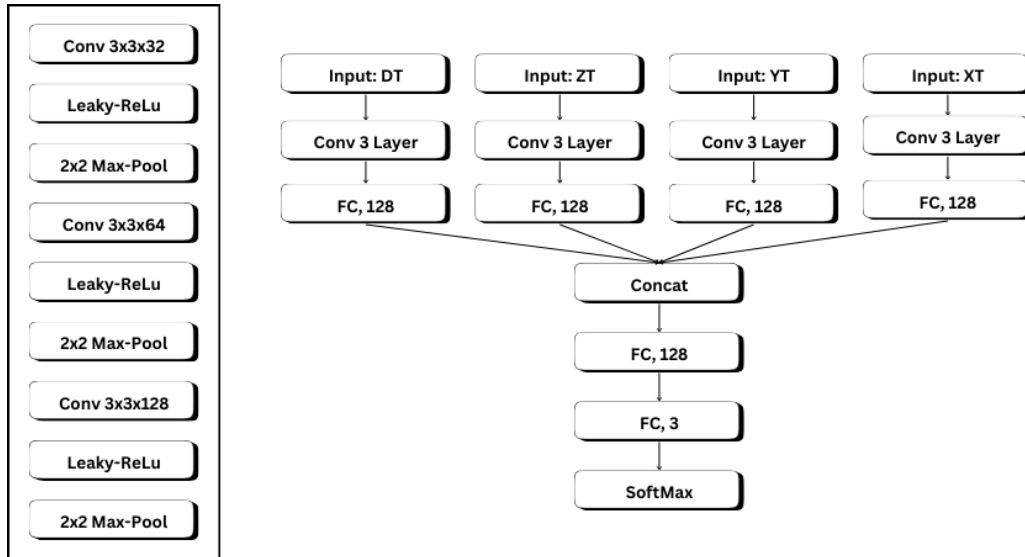 Conv 3x3x32
Leaky-ReLu
2x2 Max-Pool
Conv 3x3x64
Leaky-ReLu
2x2 Max-Pool
Conv 3x3x128
Leaky-ReLu
2x2 Max-Pool
Input: DT
Input: ZT
Input: YT
Input: XT
Conv 3 Layer
Conv 3 Layer
Conv 3 Layer
Conv 3 Layer
FC, 128
FC, 128
FC, 128
FC, 128
Concat
FC, 128
FC, 3
SoftMax